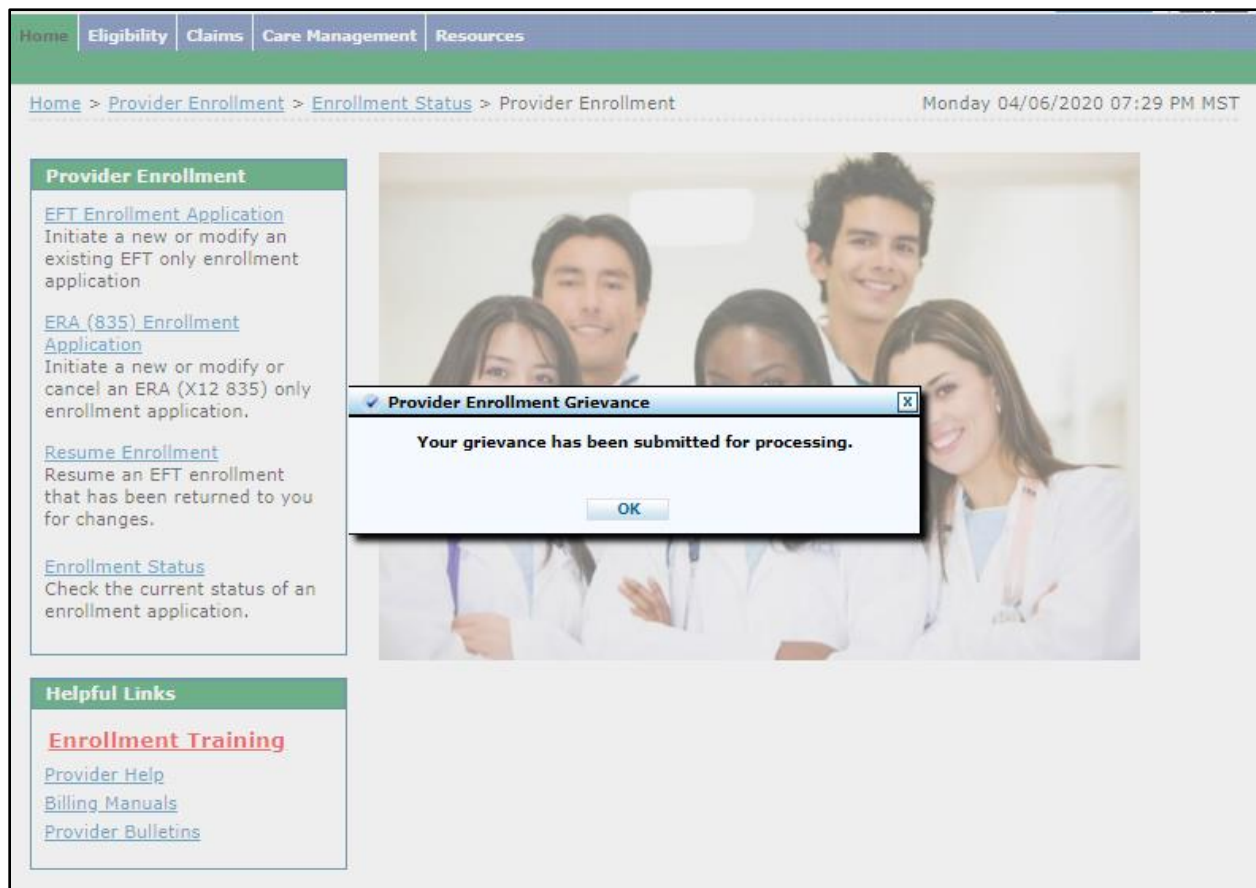 Home Eligibility Claims Care Management Resources
Home > Provider Enrollment > Enrollment Status > Provider Enrollment Monday 04/06/2020 07:29 PM MST
Provider Enrollment
EFT Enrollment Application
Initiate a new or modify an
existing EFT only enrollment
application
ERA (835) Enrollment
Application
Initiate a new or modify or
cancel an ERA (X12 835) only
enrollment application.
Resume Enrollment
Resume an EFT enrollment
that has been returned to you
for changes.
Enrollment Status
Check the current status of an
enrollment application.
Provider Enrollment Grievance X
Your grievance has been submitted for processing.
OK
Helpful Links
Enrollment Training
Provider Help
Billing Manuals
Provider Bulletins